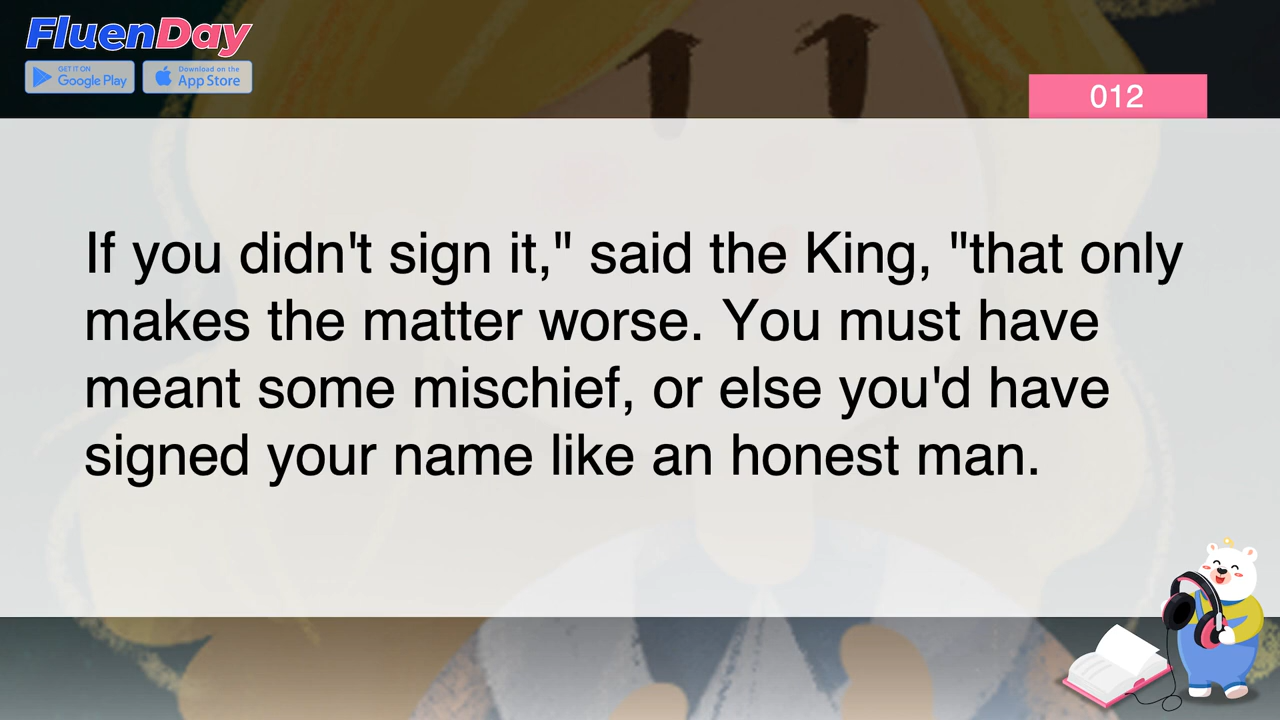 FluenDay
GET IT ON
Google Play
Download on the
App Store
012
If you didn't sign it," said the King, "that only
makes the matter worse. You must have
meant some mischief, or else you'd have
signed your name like an honest man.